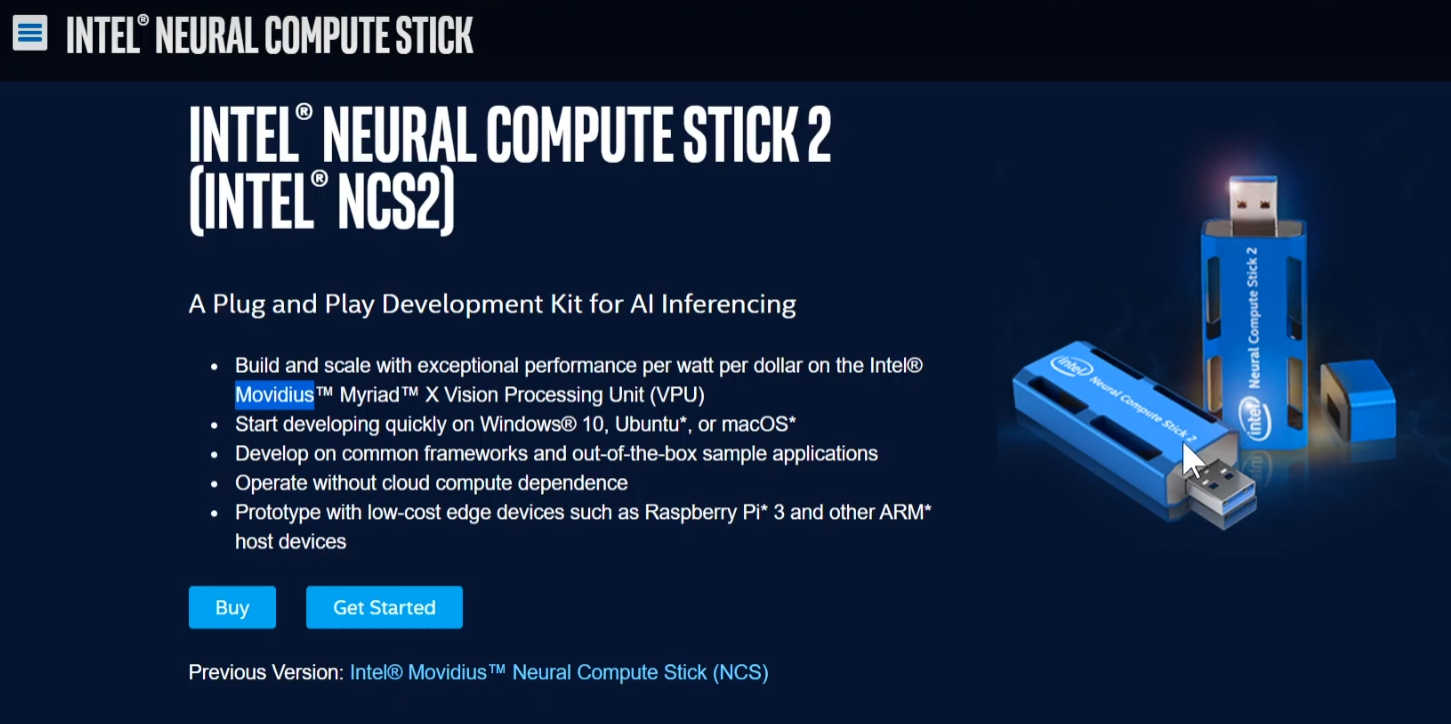 INTEL® NEURAL COMPUTE STICK
INTEL® NEURAL COMPUTE STICK 2
(INTEL® NCS2)
A Plug and Play Development Kit for AI Inferencing
• Build and scale with exceptional performance per watt per dollar on the Intel®
Movidius™ Myriad™ X Vision Processing Unit (VPU)
• Start developing quickly on Windows® 10, Ubuntu*, or macOS*
• Develop on common frameworks and out-of-the-box sample applications
• Operate without cloud compute dependence
• Prototype with low-cost edge devices such as Raspberry Pi* 3 and other ARM*
host devices
Buy
Get Started
Previous Version: Intel® Movidius™ Neural Compute Stick (NCS)
intel Neural Compute Stick 2
intel Neural Compute Stick 2